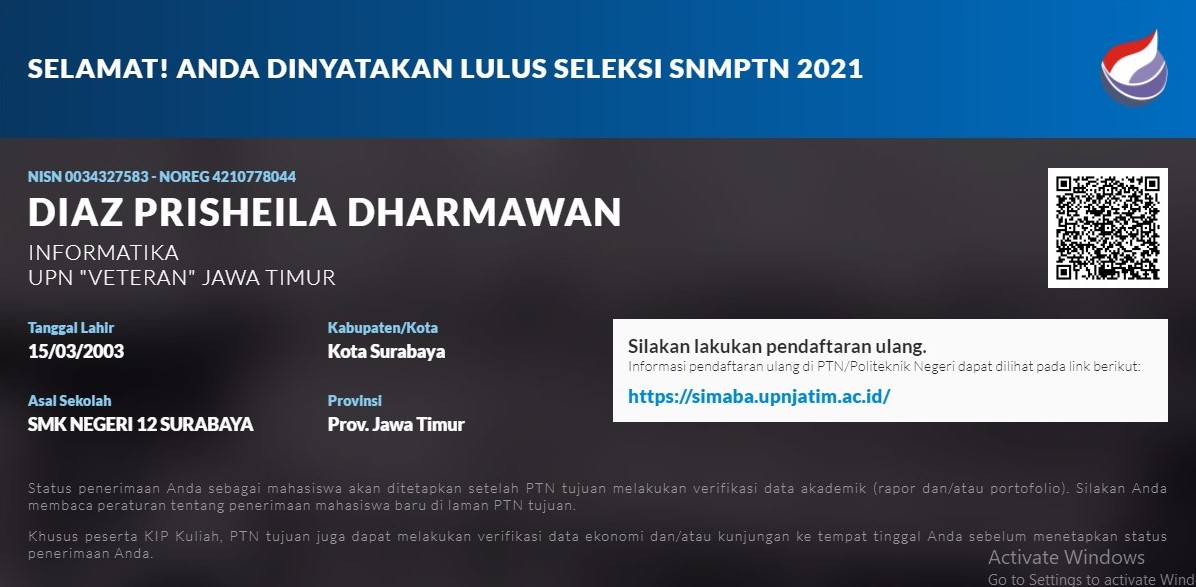 SELAMAT! ANDA DINYATAKAN LULUS SELEKSI SNMPTN 2021
NISN 0034327583 - NOREG 4210778044
DIAZ PRISHEILA DHARMAWAN
INFORMATIKA
UPN "VETERAN" JAWA TIMUR
Tanggal Lahir
15/03/2003
Kabupaten/Kota
Kota Surabaya
Asal Sekolah
SMK NEGERI 12 SURABAYA
Provinsi
Prov. Jawa Timur
Silakan lakukan pendaftaran ulang.
Informasi pendaftaran ulang di PTN/Politeknik Negeri dapat dilihat pada link berikut:
https://simaba.upnjatim.ac.id/
Status penerimaan Anda sebagai mahasiswa akan ditetapkan setelah PTN tujuan melakukan verifikasi data akademik (rapor dan/atau portofolio). Silakan Anda
membaca peraturan tentang penerimaan mahasiswa baru di laman PTN tujuan.
Khusus peserta KIP Kuliah, PTN tujuan juga dapat melakukan verifikasi data ekonomi dan/atau kunjungan ke tempat tinggal Anda sebelum menetapkan status
penerimaan Anda.
Activate Windows
Go to Settings to activate Wind